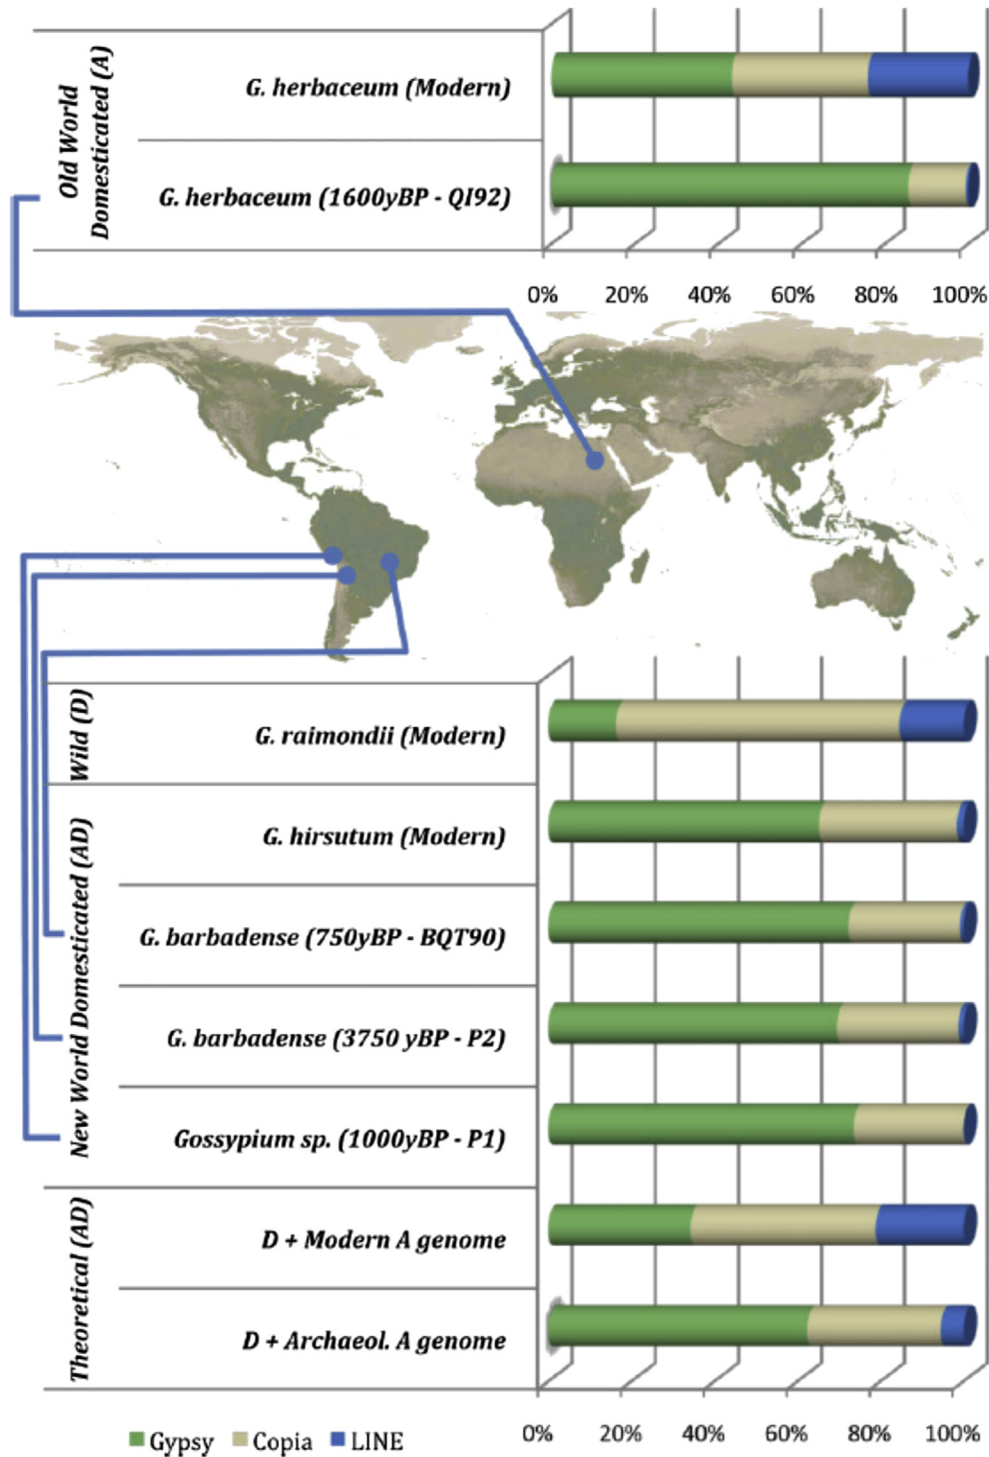 Old World
Domesticated (A)
G. herbaceum (Modern)
G. herbaceum (1600yBP - QI92)
0% 20% 40% 60% 80% 100%
Wild (D)
G. raimondii (Modern)
New World Domesticated (AD)
G. hirsutum (Modern)
G. barbadense (750yBP - BQT90)
G. barbadense (3750 yBP - P2)
Gossypium sp. (1000yBP - P1)
Theoretical (AD)
D + Modern A genome
D + Archaeol. A genome
0% 20% 40% 60% 80% 100%
Gypsy Copia LINE